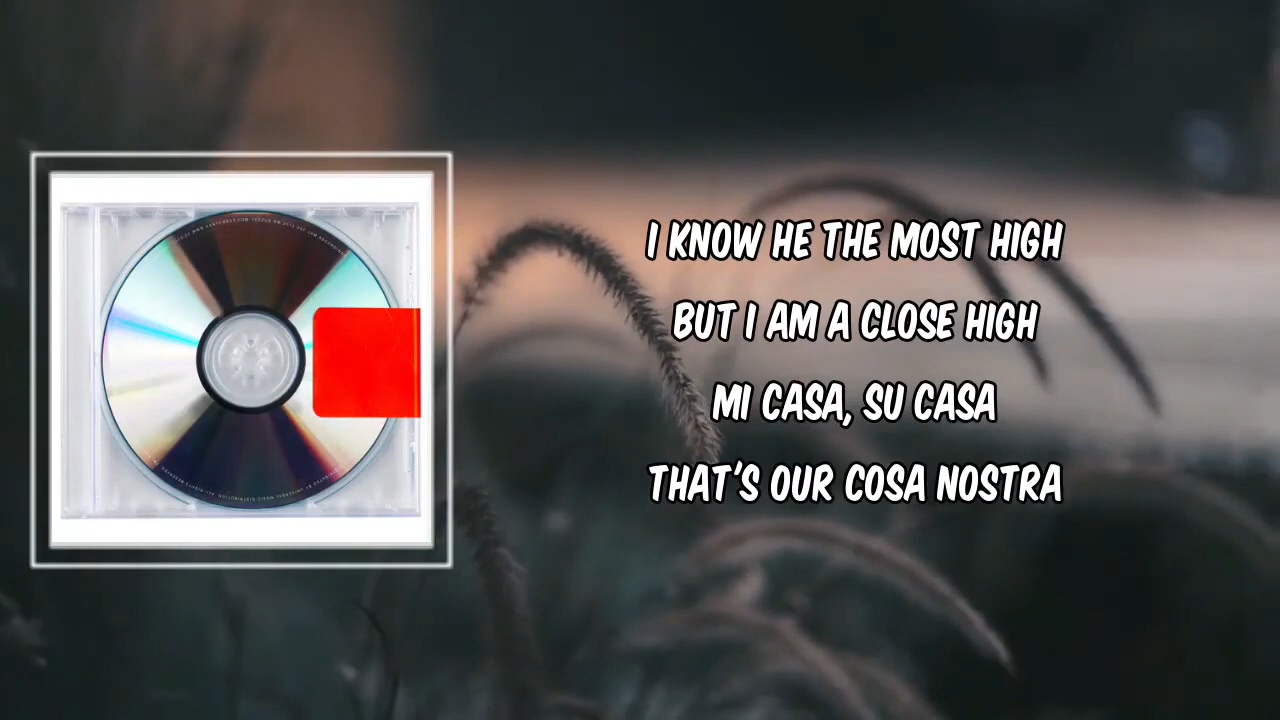 I KNOW HE THE MOST HIGH
BUT I AM A CLOSE HIGH
MI CASA, SU CASA
THAT'S OUR COSA NOSTRA